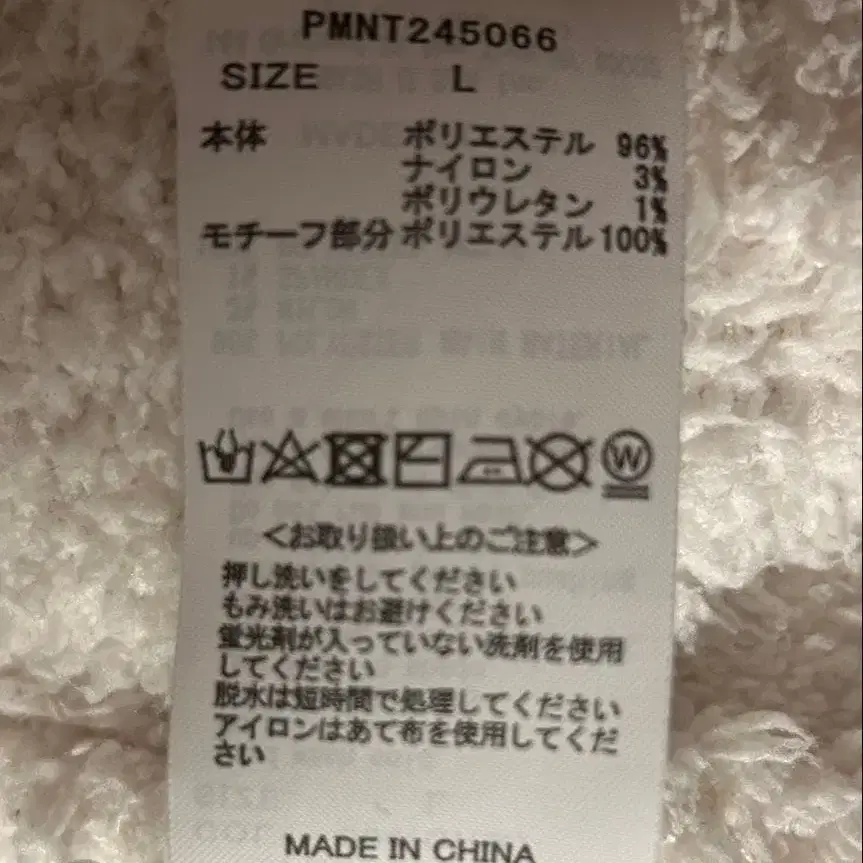 PMNT245066
SIZE L
本体 ポリエステル 96%
ナイロン 3%
ポリウレタン 1%
モチーフ部分 ポリエステル 100%
W
<お取り扱い上のご注意>
押し洗いをしてください
もみ洗いはお避けください
蛍光剤が入っていない洗剤を使用
してください
脱水は短時間で処理してください
アイロンはあて布を使用してくだ
さい
MADE IN CHINA